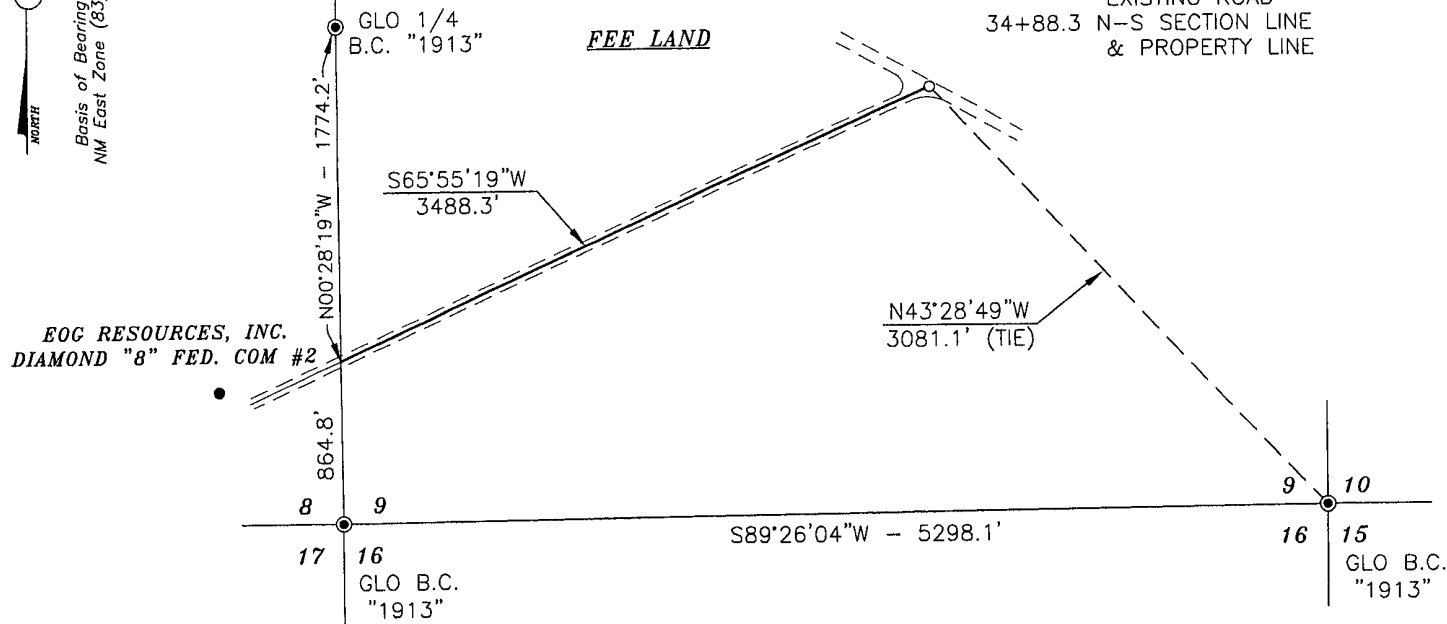 NORTH
Basis of Bearing
NM East Zone (83
GLO 1/4
B.C. "1913"
FEE LAND
34+88.3 N-S SECTION LINE
& PROPERTY LINE
N00°28'19"W - 1774.2'
S65°55'19"W
3488.3'
N43°28'49"W
3081.1' (TIE)
EOG RESOURCES, INC.
DIAMOND "8" FED. COM #2
864.8'
8 9
9 10
S89°26'04"W - 5298.1'
17 16
16 15
GLO B.C.
"1913"
GLO B.C.
"1913"